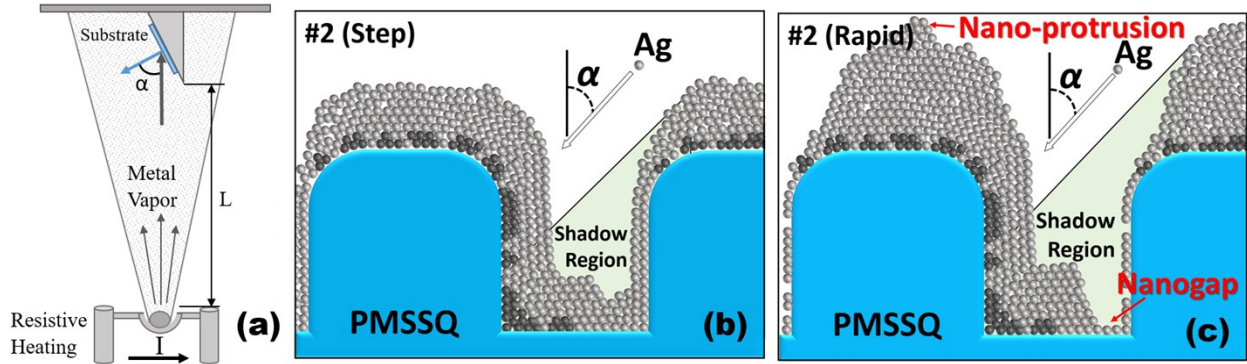 Substrate
α
Metal
Vapor
L
Resistive
Heating
I
(a)
#2 (Step)
Ag
α
Shadow
Region
PMSSQ
(b)
#2 (Rapid)
Nano-protrusion
Ag
α
Shadow
Region
Nanogap
PMSSQ
(c)